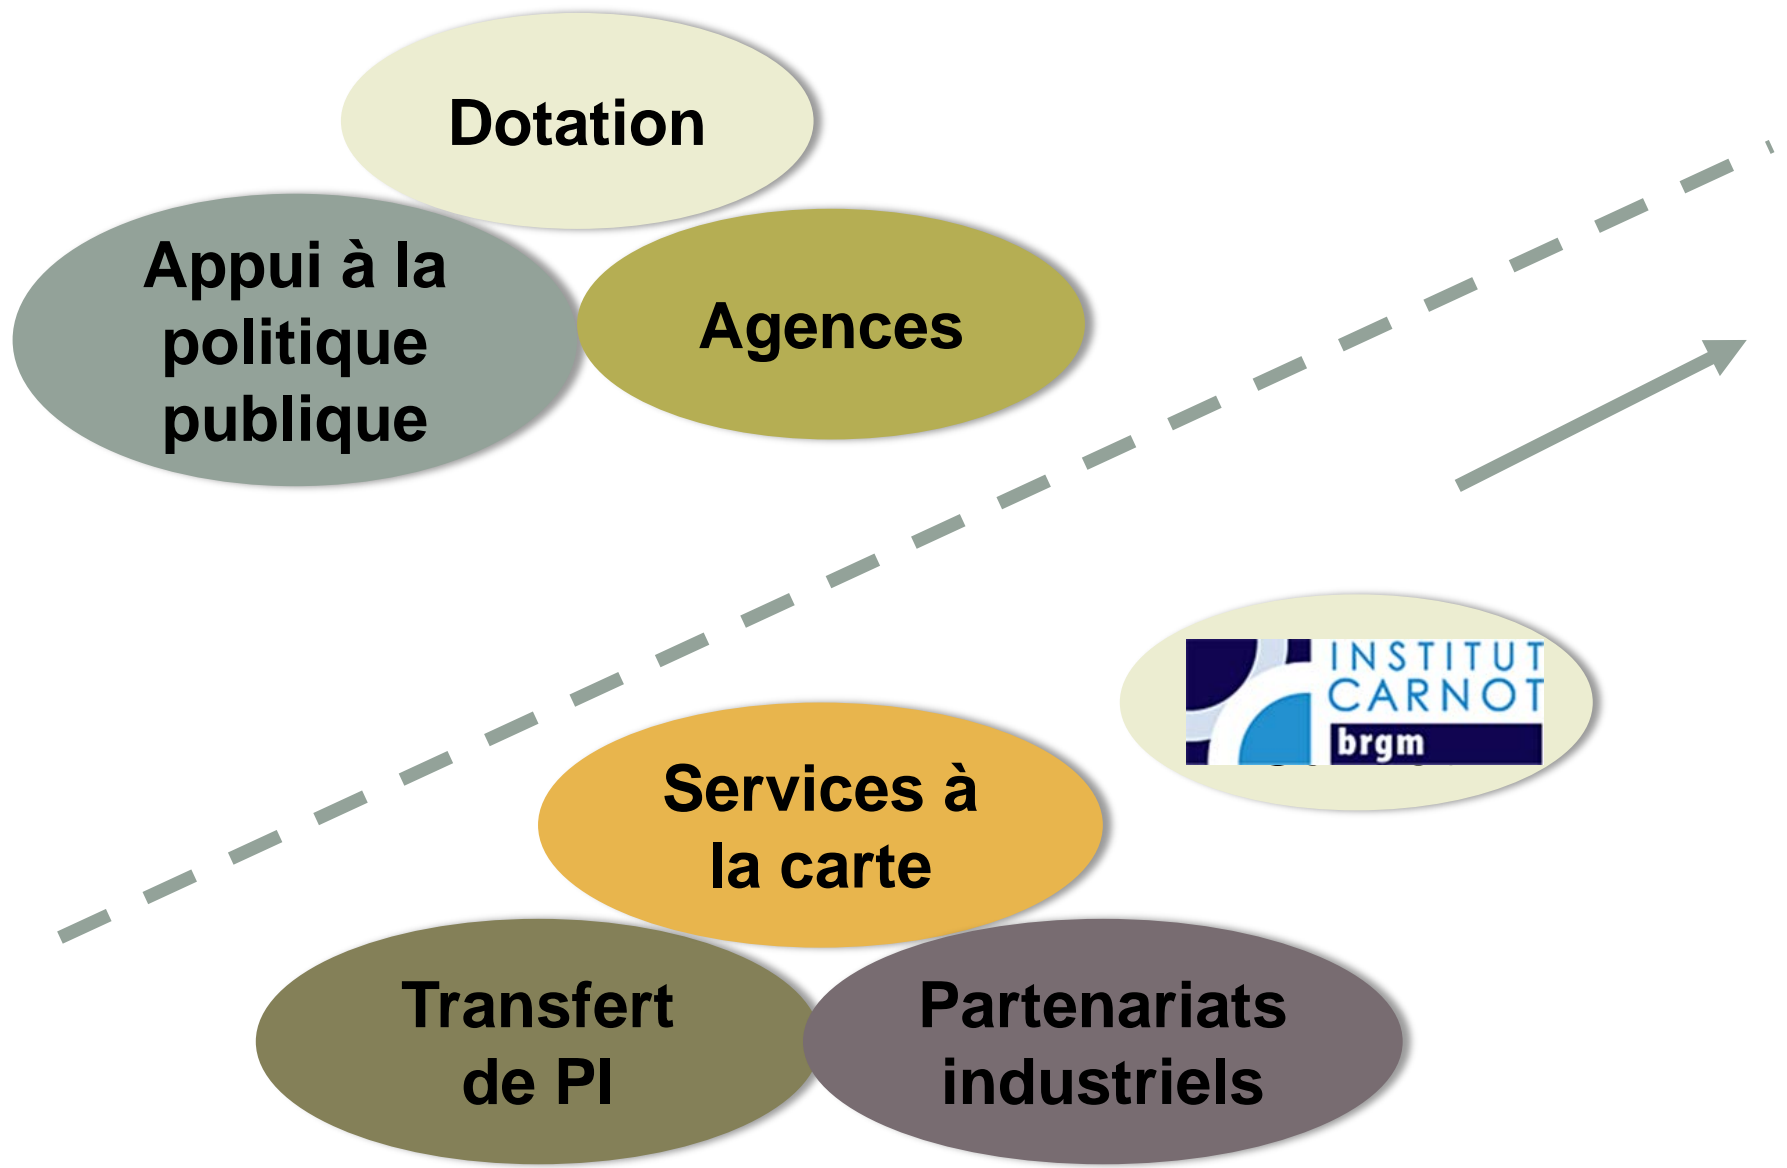 Dotation
Appui à la
politique
publique
Agences
INSTITUT
CARNOT
brgm
Services à
la carte
Transfert
de PI
Partenariats
industriels